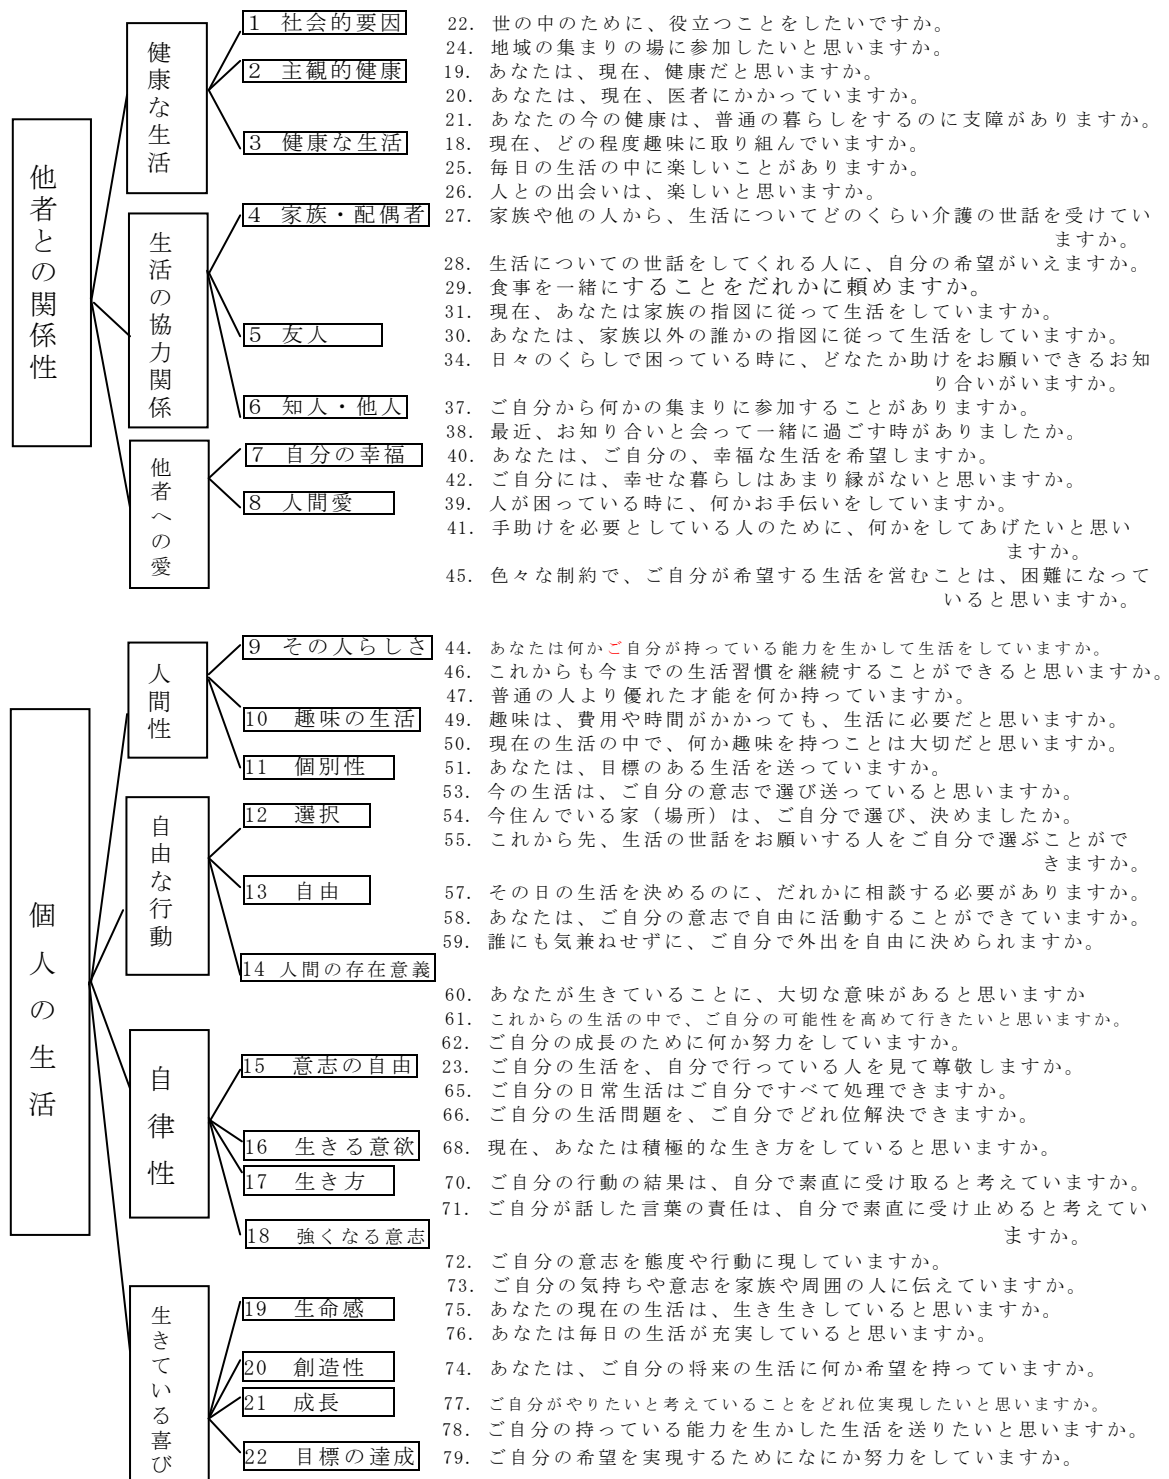 他者との関係性
健康な生活
1 社会的要因
2 主観的健康
3 健康な生活
生活の協力関係
4 家族・配偶者
5 友人
6 知人・他人
他者への愛
7 自分の幸福
8 人間愛
22. 世の中のために、役立つことをしたいですか。
24. 地域の集まりの場に参加したいと思いますか。
19. あなたは、現在、健康だと思いますか。
20. あなたは、現在、医者にかかっていますか。
21. あなたの今の健康は、普通の暮らしをするのに支障がありますか。
18. 現在、どの程度趣味に取り組んでいますか。
25. 毎日の生活の中に楽しいことがありますか。
26. 人との出会いは、楽しいと思いますか。
27. 家族や他の人から、生活についてどのくらい介護の世話を受けてい
ますか。
28. 生活についての世話をしてくれる人に、自分の希望がいえますか。
29. 食事を一緒にすることをだれかに頼めますか。
31. 現在、あなたは家族の指図に従って生活をしていますか。
30. あなたは、家族以外の誰かの指図に従って生活をしていますか。
34. 日々のくらしで困っている時に、どなたか助けをお願いできるお知
り合いがいますか。
37. ご自分から何かの集まりに参加することがありますか。
38. 最近、お知り合いと会って一緒に過ごす時がありましたか。
40. あなたは、ご自分の、幸福な生活を希望しますか。
42. ご自分には、幸せな暮らしはあまり縁がないと思いますか。
39. 人が困っている時に、何かお手伝いをしていますか。
41. 手助けを必要としている人のために、何かをしてあげたいと思い
ますか。
45. 色々な制約で、ご自分が希望する生活を営むことは、困難になって
いると思いますか。
個人の生活
人間性
9 その人らしさ
10 趣味の生活
11 個別性
自由な行動
12 選択
13 自由
14 人間の存在意義
自律性
15 意志の自由
16 生きる意欲
17 生き方
18 強くなる意志
生きている喜び
19 生命感
20 創造性
21 成長
22 目標の達成
44. あなたは何かご自分が持っている能力を生かして生活をしていますか。
46. これからも今までの生活習慣を継続することができると思いますか。
47. 普通の人より優れた才能を何か持っていますか。
49. 趣味は、費用や時間がかかっても、生活に必要だと思いますか。
50. 現在の生活の中で、何か趣味を持つことは大切だと思いますか。
51. あなたは、目標のある生活を送っていますか。
53. 今の生活は、ご自分の意志で選び送っていると思いますか。
54. 今住んでいる家（場所）は、ご自分で選び、決めましたか。
55. これから先、生活の世話をお願いする人をご自分で選ぶことがで
きますか。
57. その日の生活を決めるのに、だれかに相談する必要がありますか。
58. あなたは、ご自分の意志で自由に活動することができていますか。
59. 誰にも気兼ねせずに、ご自分で外出を自由に決められますか。
60. あなたが生きていることに、大切な意味があると思いますか
61. これからの生活の中で、ご自分の可能性を高めて行きたいと思いますか。
62. ご自分の成長のために何か努力をしていますか。
23. ご自分の生活を、自分で行っている人を見て尊敬しますか。
65. ご自分の日常生活はご自分ですべて処理できますか。
66. ご自分の生活問題を、ご自分でどれ位解決できますか。
68. 現在、あなたは積極的な生き方をしていると思いますか。
70. ご自分の行動の結果は、自分で素直に受け取ると考えていますか。
71. ご自分が話した言葉の責任は、自分で素直に受け止めると考えてい
ますか。
72. ご自分の意志を態度や行動に現していますか。
73. ご自分の気持ちや意志を家族や周囲の人に伝えていますか。
75. あなたの現在の生活は、生き生きしていると思いますか。
76. あなたは毎日の生活が充実していると思いますか。
74. あなたは、ご自分の将来の生活に何か希望を持っていますか。
77. ご自分がやりたいと考えていることをどれ位実現したいと思いますか。
78. ご自分の持っている能力を生かした生活を送りたいと思いますか。
79. ご自分の希望を実現するためになにか努力をしていますか。